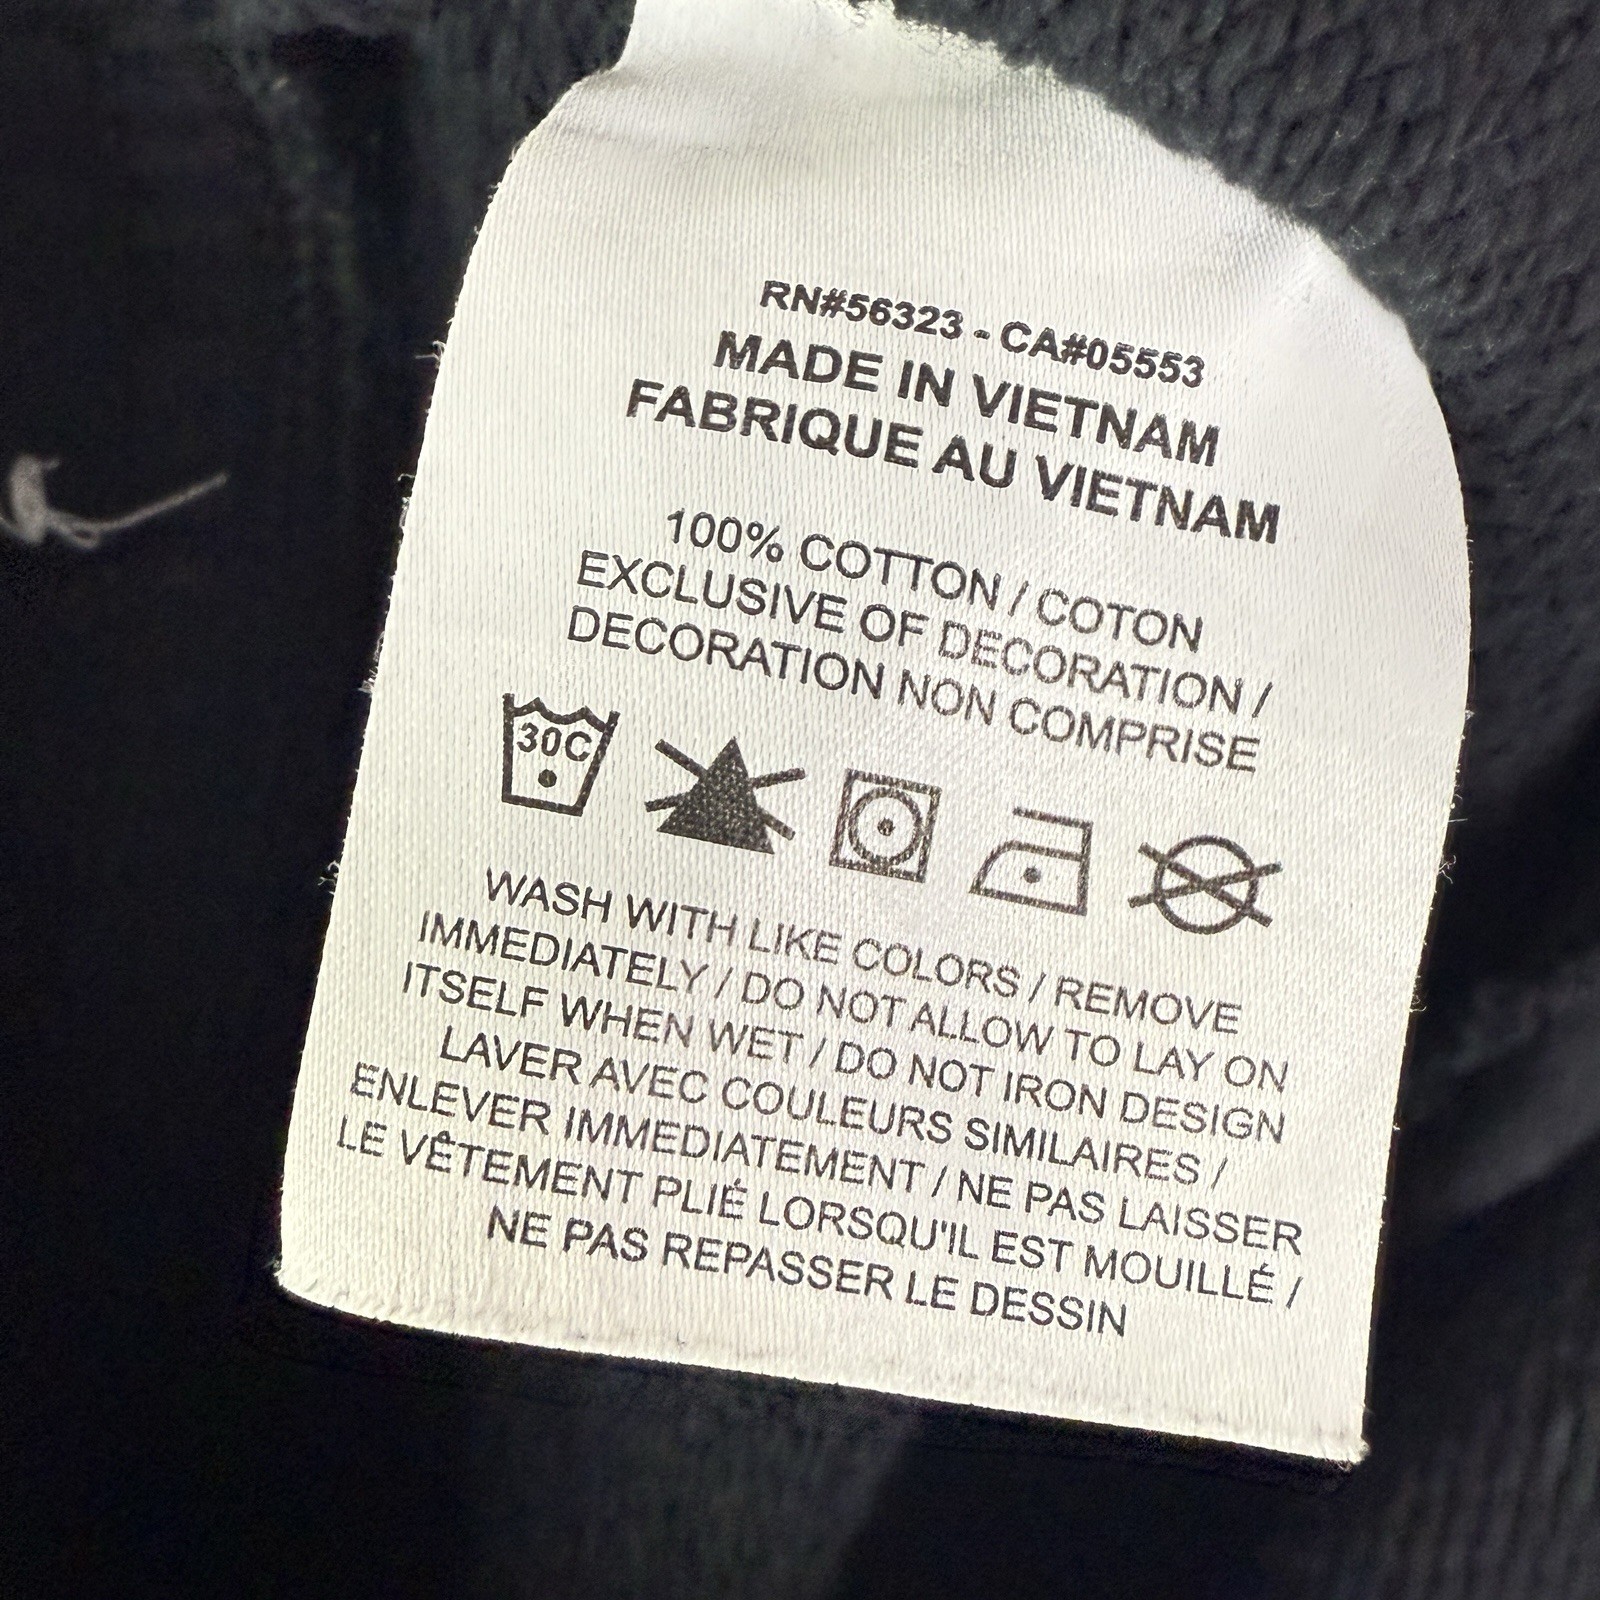 RN#56323 - CA#05553
MADE IN VIETNAM
FABRIQUE AU VIETNAM
100% COTTON / COTON
EXCLUSIVE OF DECORATION /
DECORATION NON COMPRISE
30C
WASH WITH LIKE COLORS / REMOVE
IMMEDIATELY / DO NOT ALLOW TO LAY ON
ITSELF WHEN WET / DO NOT IRON DESIGN
LAVER AVEC COULEURS SIMILAIRES /
ENLEVER IMMEDIATEMENT / NE PAS LAISSER
LE VÊTEMENT PLIÉ LORSQU'IL EST MOUILLÉ /
NE PAS REPASSER LE DESSIN